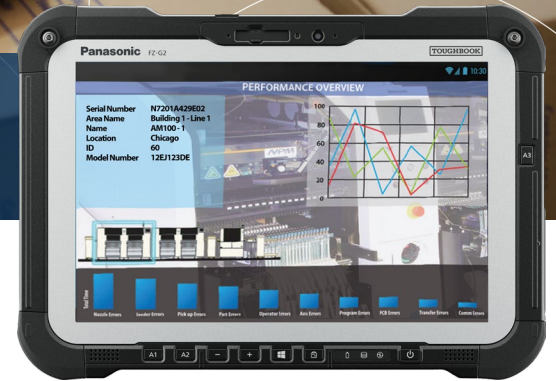 Panasonic FZ-G2 TOUGHBOOK
10:30
PERFORMANCE OVERVIEW
Serial Number N7201A429E02
Area Name Building 1 - Line 1
Name AM100 - 1
Location Chicago
ID 60
Model Number 12EJ123DE
100
80
60
40
20
0
A3
NPM
Total Time
Nozzle Errors Feeder Errors Pick up Errors Part Errors Operator Errors Axis Errors Program Errors PCB Errors Transfer Errors Comm Errors
A1 A2 - +